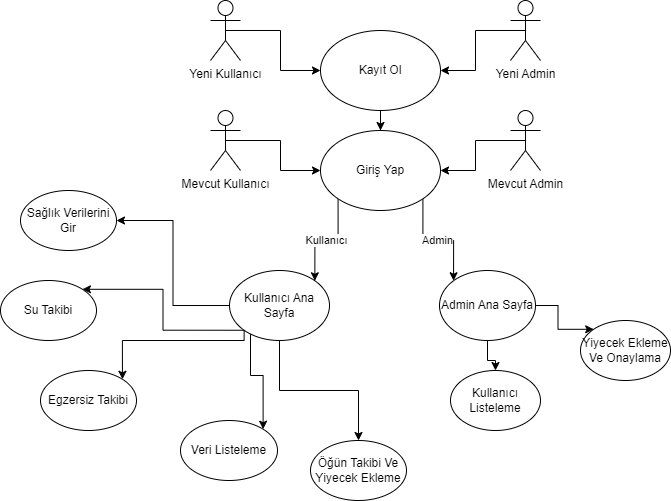 Yeni Kullanıcı
Kayıt Ol
Yeni Admin
Mevcut Kullanıcı
Giriş Yap
Mevcut Admin
Sağlık Verilerini
Gir
Kullanıcı
Admin
Su Takibi
Kullanıcı Ana
Sayfa
Admin Ana Sayfa
Yiyecek Ekleme
Ve Onaylama
Egzersiz Takibi
Kullanıcı
Listeleme
Veri Listeleme
Öğün Takibi Ve
Yiyecek Ekleme